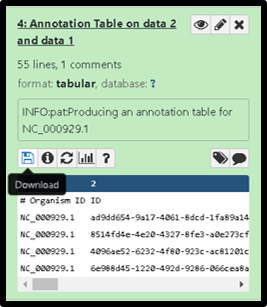 4: Annotation Table on data 2
and data 1
55 lines, 1 comments
format: tabular, database: ?
INFO:pat:Producing an annotation table for
NC_000929.1
Download
2
# Organism ID ID
NC_000929.1 ad9dd654-9a17-4061-8dcd-1fa89a14
NC_000929.1 8514fd4e-4e20-4327-8fe3-a0e273cf
NC_000929.1 4096ae52-6232-4f80-923c-ac81201c
NC_000929.1 6e988d45-1220-492d-9286-066cea8a